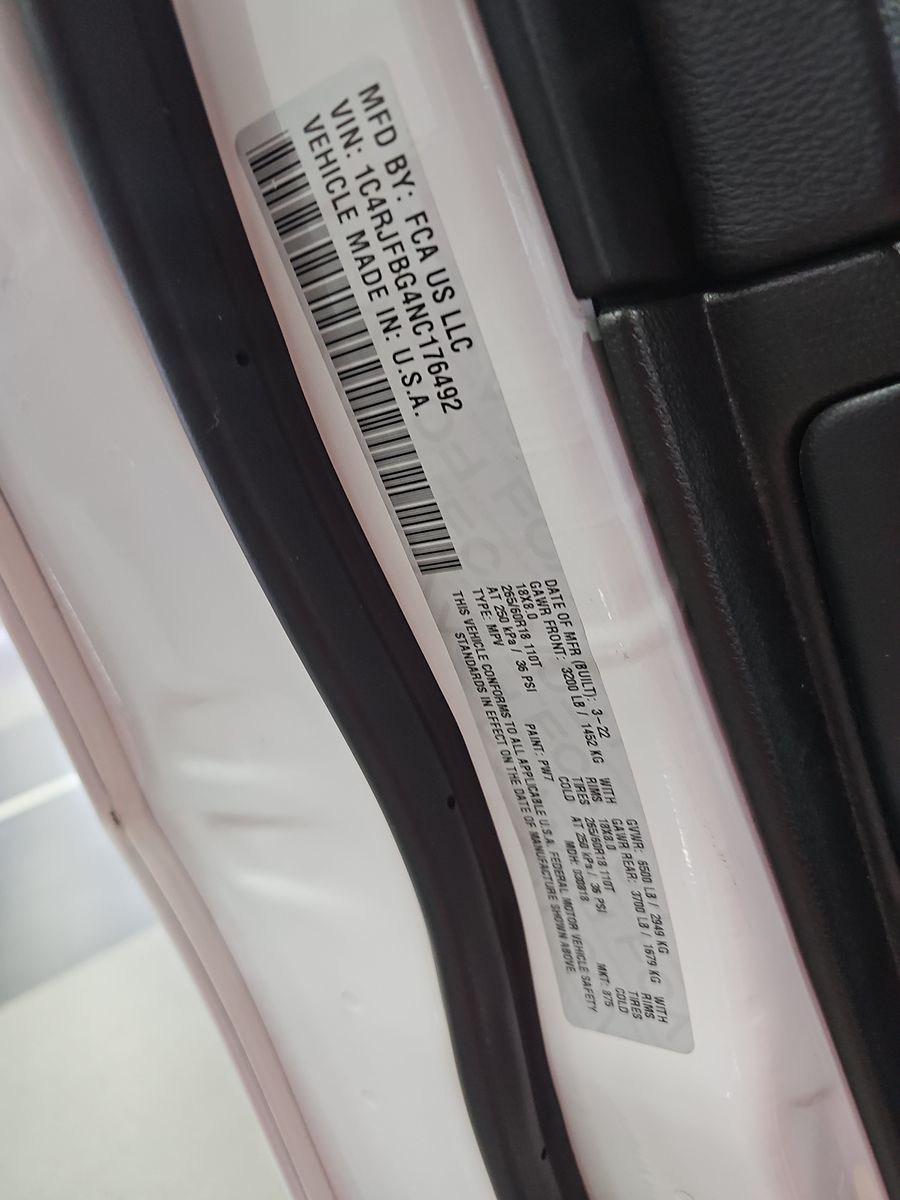 MFD BY: FCA US LLC
VIN: 1C4RJFBG4NC176492
VEHICLE MADE IN: U.S.A.
DATE OF MFR (BUILT): 3-22
GAWR FRONT: 3200 LB / 1452 KG WITH
18X8.0 RIMS
265/60R18 110T TIRES
AT 250 kPa / 36 PSI COLD
TYPE: MPV PAINT: PW7
GVWR: 6500 LB / 2949 KG
GAWR REAR: 3700 LB / 1679 KG WITH
18X8.0 RIMS
265/60R18 110T TIRES
AT 250 kPa / 36 PSI COLD
MDH: 030818 MKT: 875
THIS VEHICLE CONFORMS TO ALL APPLICABLE U.S.A. FEDERAL MOTOR VEHICLE SAFETY
STANDARDS IN EFFECT ON THE DATE OF MANUFACTURE SHOWN ABOVE.